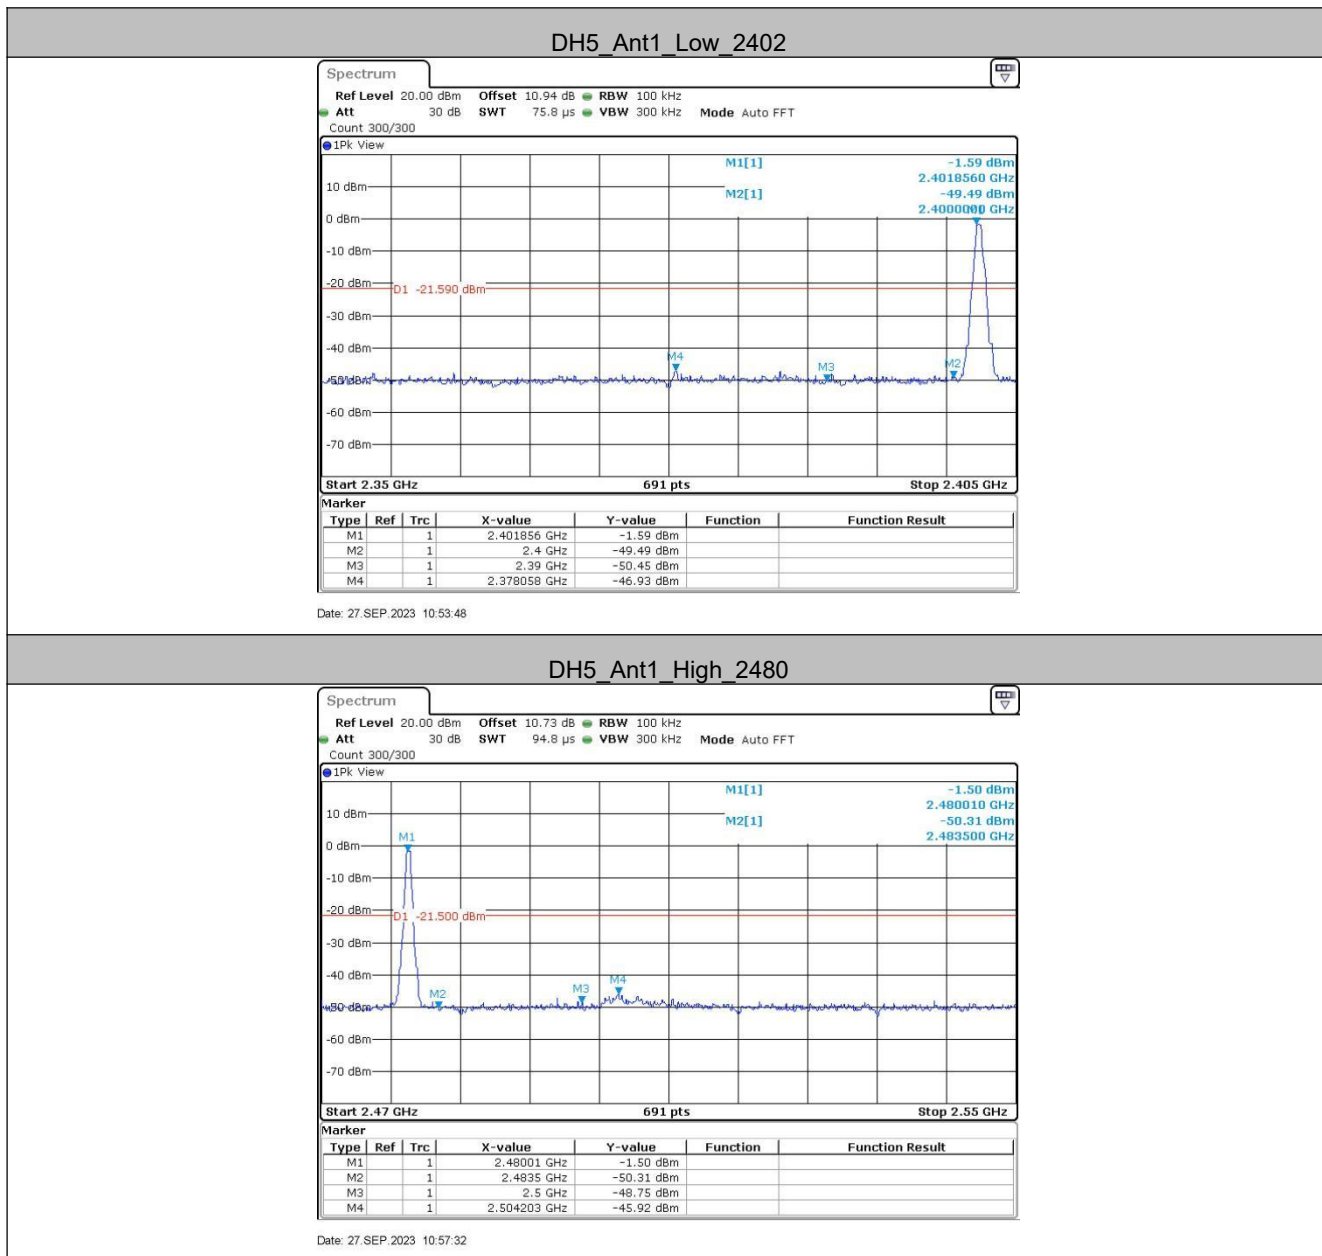 DH5_Ant1_Low_2402
Spectrum
Ref Level 20.00 dBm Offset 10.94 dB RBW 100 kHz
Att 30 dB SWT 75.8 µs VBW 300 kHz Mode Auto FFT
Count 300/300
1Pk View
M1[1] -1.59 dBm
2.4018560 GHz
10 dBm
M2[1] -49.49 dBm
2.4000000 GHz
M1
0 dBm
-10 dBm
-20 dBm
D1 -21.590 dBm
-30 dBm
-40 dBm
M4 M3 M2
-50 dBm
-60 dBm
-70 dBm
Start 2.35 GHz 691 pts Stop 2.405 GHz
Marker
Type Ref Trc X-value Y-value Function Function Result
M1 1 2.401856 GHz -1.59 dBm
M2 1 2.4 GHz -49.49 dBm
M3 1 2.39 GHz -50.45 dBm
M4 1 2.378058 GHz -46.93 dBm
Date: 27.SEP.2023 10:53:48
DH5_Ant1_High_2480
Spectrum
Ref Level 20.00 dBm Offset 10.73 dB RBW 100 kHz
Att 30 dB SWT 94.8 µs VBW 300 kHz Mode Auto FFT
Count 300/300
1Pk View
M1[1] -1.50 dBm
2.480010 GHz
10 dBm
M2[1] -50.31 dBm
2.483500 GHz
M1
0 dBm
-10 dBm
-20 dBm
D1 -21.500 dBm
-30 dBm
-40 dBm
M2 M3 M4
-50 dBm
-60 dBm
-70 dBm
Start 2.47 GHz 691 pts Stop 2.55 GHz
Marker
Type Ref Trc X-value Y-value Function Function Result
M1 1 2.48001 GHz -1.50 dBm
M2 1 2.4835 GHz -50.31 dBm
M3 1 2.5 GHz -48.75 dBm
M4 1 2.504203 GHz -45.92 dBm
Date: 27.SEP.2023 10:57:32